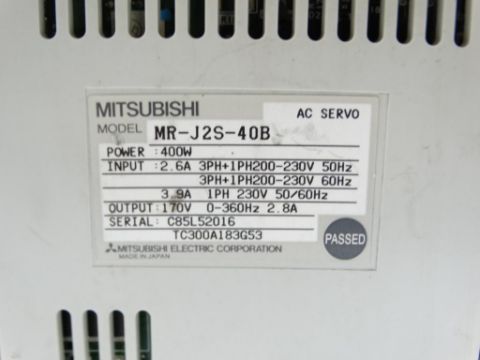 MITSUBISHI
AC SERVO
MODEL MR-J2S-40B
POWER : 400W
INPUT : 2.6A 3PH+1PH200-230V 50Hz
3PH+1PH200-230V 60Hz
3.9A 1PH 230V 50/60Hz
OUTPUT: 170V 0-360Hz 2.8A
SERIAL: C85L52016
TC300A183G53
PASSED
MITSUBISHI ELECTRIC CORPORATION
MADE IN JAPAN